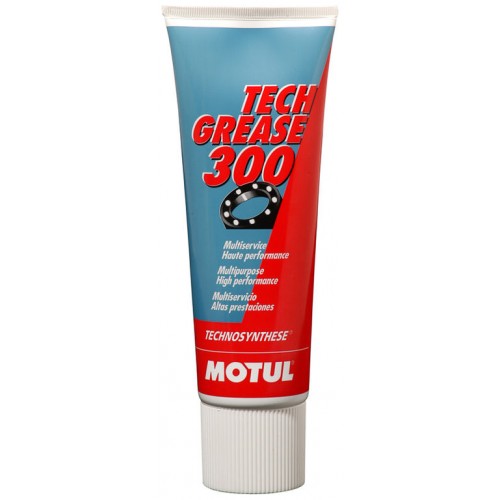 TECH
GREASE
300
Multiservice
Haute performance
Multipurpose
High performance
Multiservicio
Altas prestaciones
TECHNOSYNTHESE
MOTUL